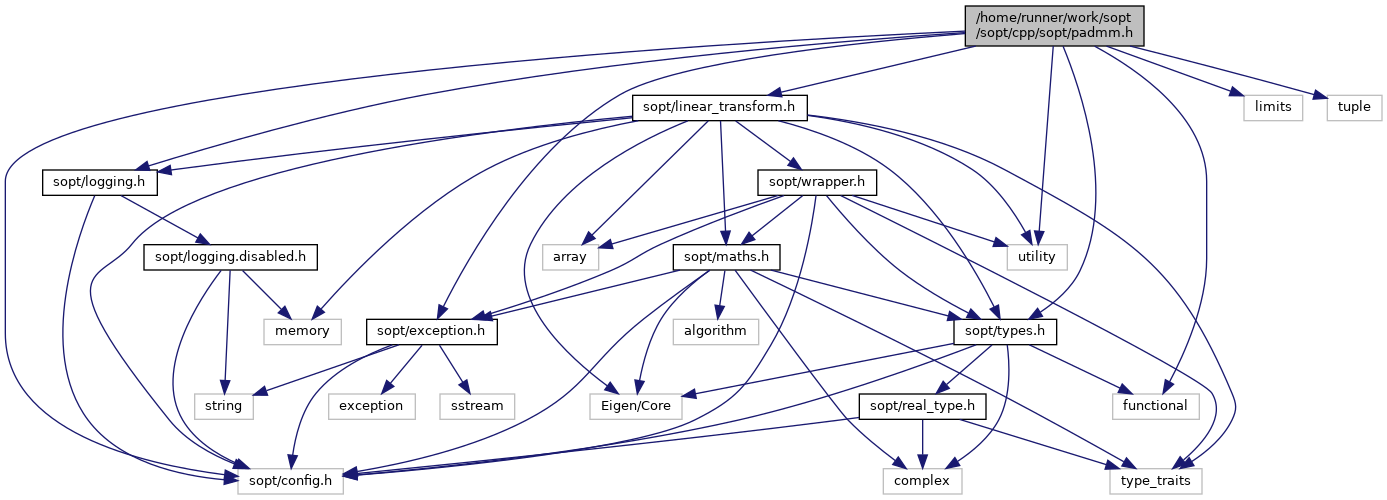 /home/runner/work/sopt
/sopt/cpp/sopt/padmm.h
sopt/linear_transform.h
limits
tuple
sopt/logging.h
sopt/wrapper.h
sopt/logging.disabled.h
array
sopt/maths.h
utility
memory
sopt/exception.h
algorithm
sopt/types.h
string
exception
sstream
Eigen/Core
sopt/real_type.h
functional
sopt/config.h
complex
type_traits